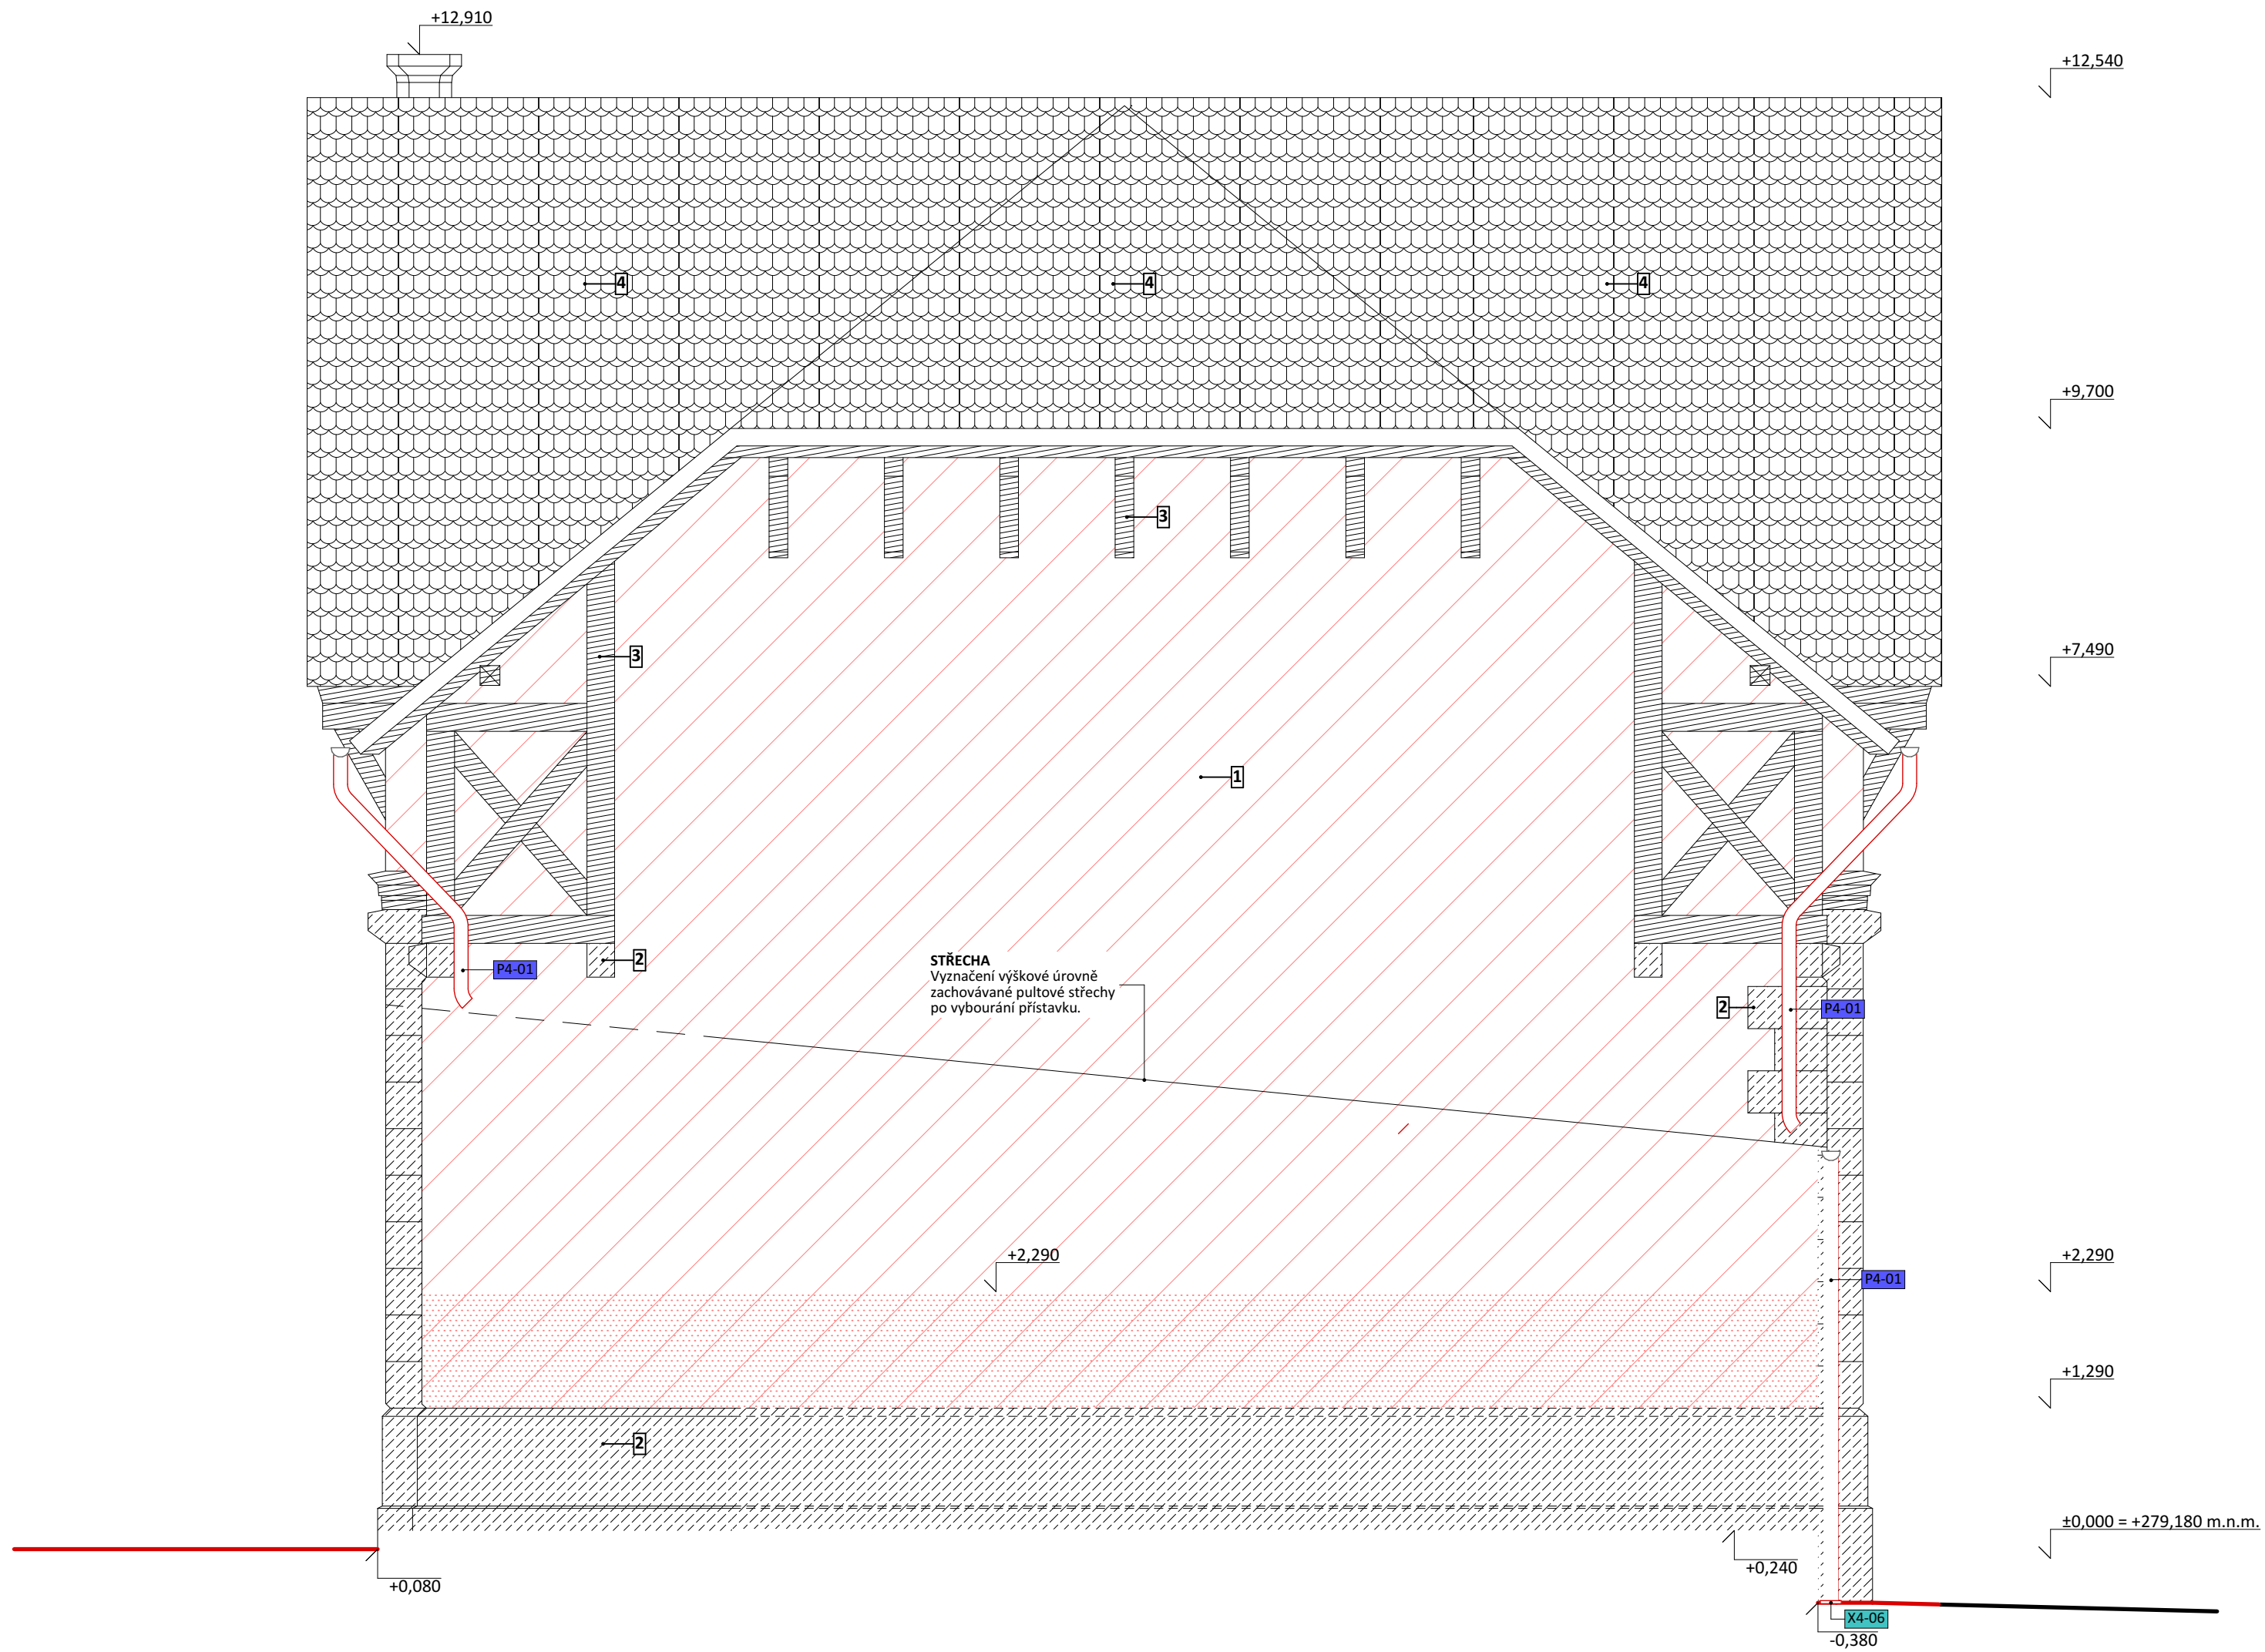 +12,910
+12,540
4
4
4
+9,700
3
+7,490
3
1
STŘECHA
Vyznačení výškové úrovně
zachovávané pultové střechy
po vybourání přístavku.
2
P4-01
2
P4-01
+2,290
+2,290
P4-01
+1,290
2
±0,000 = +279,180 m.n.m.
+0,240
+0,080
X4-06
-0,380